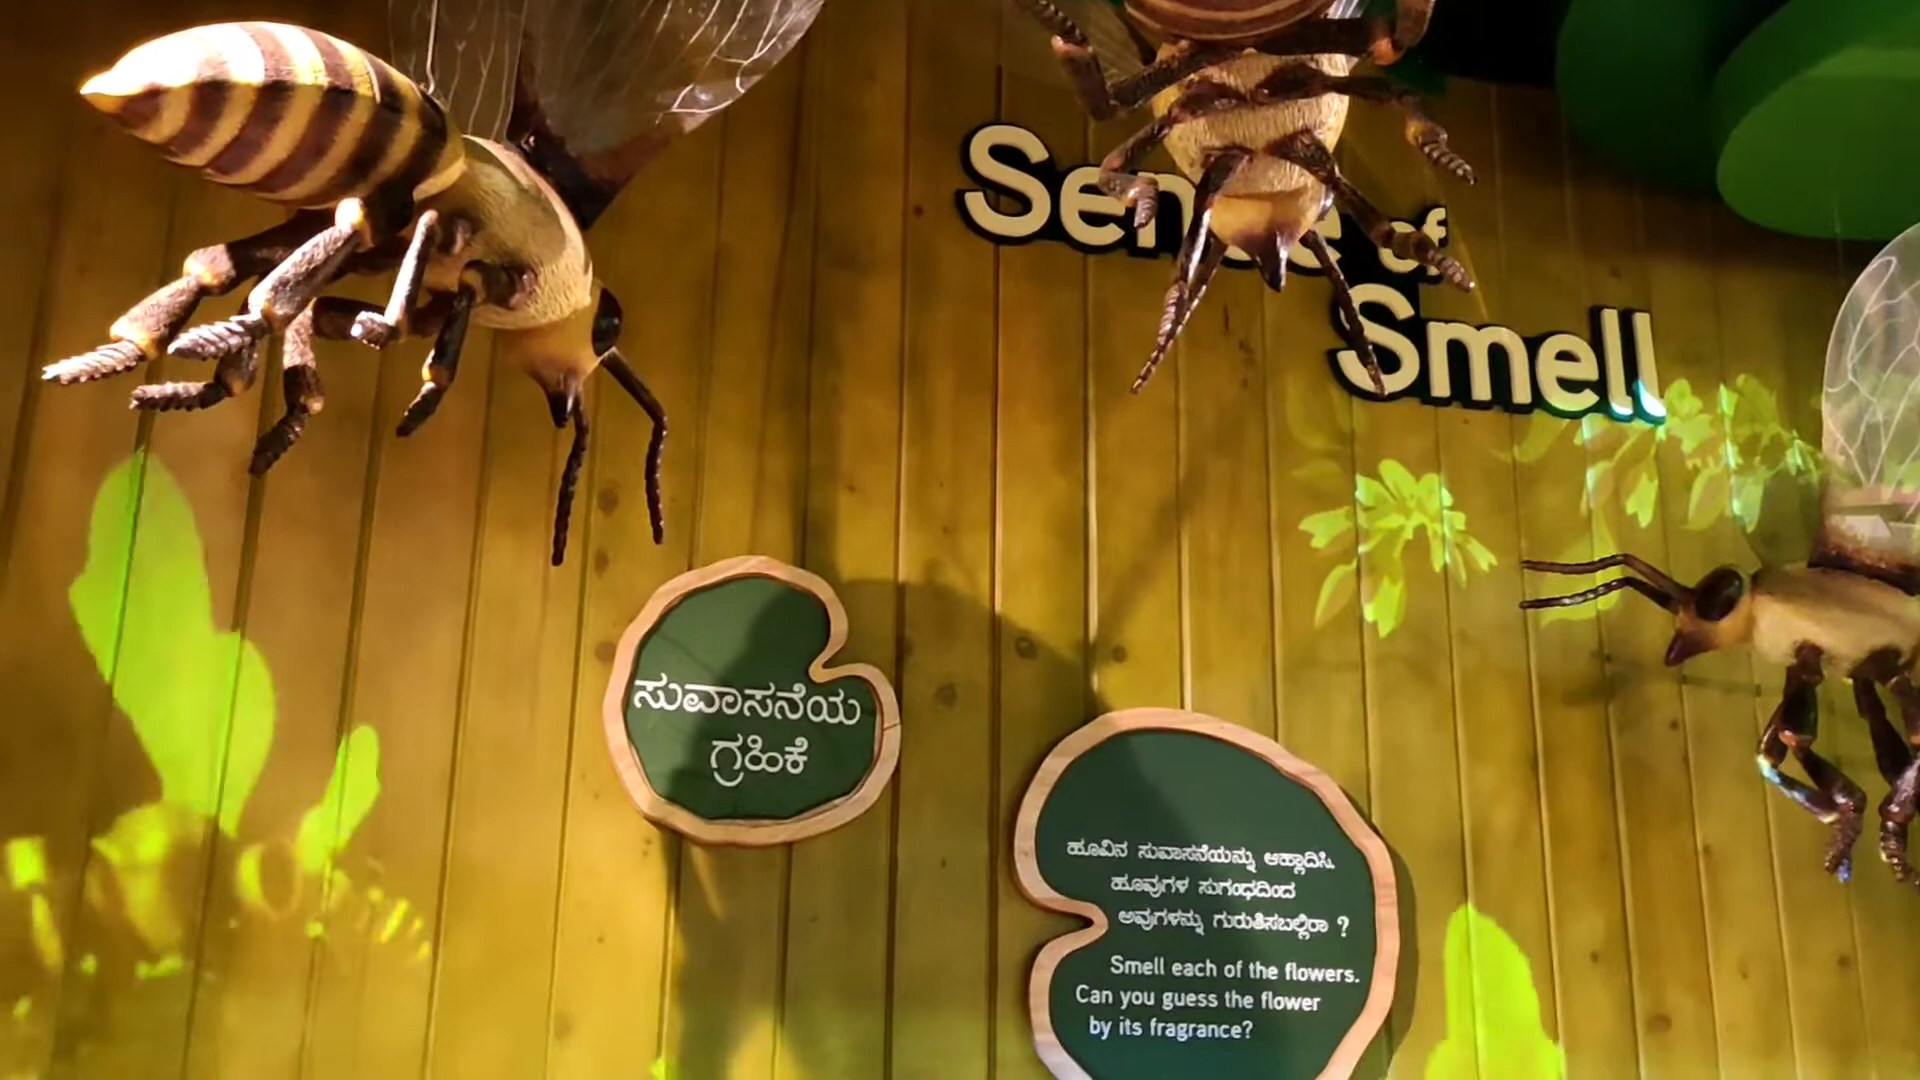 Sense of
Smell
ಸುವಾಸನೆಯ
ಗ್ರಹಿಕೆ
ಹೂವಿನ ಸುವಾಸನೆಯನ್ನು ಆಹ್ಲಾದಿಸಿ.
ಹೂವುಗಳ ಸುಗಂಧದಿಂದ
ಅವುಗಳನ್ನು ಗುರುತಿಸಬಲ್ಲಿರಾ ?
Smell each of the flowers.
Can you guess the flower
by its fragrance?